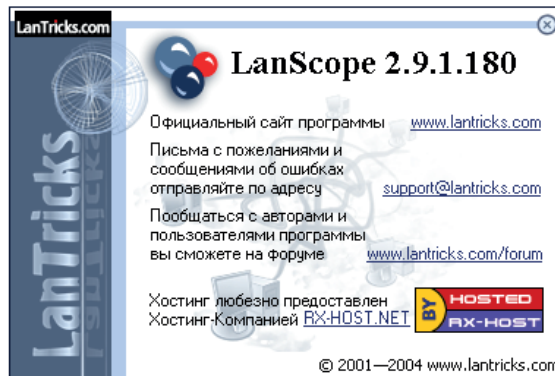 LanTricks.com
LanTricks
LanScope 2.9.1.180
Официальный сайт программы www.lantricks.com
Письма с пожеланиями и
сообщениями об ошибках
отправляйте по адресу support@lantricks.com
Пообщаться с авторами и
пользователями программы
вы сможете на форуме www.lantricks.com/forum
Хостинг любезно предоставлен
Хостинг-Компанией RX-HOST.NET
BY HOSTED
RX-HOST
© 2001—2004 www.lantricks.com